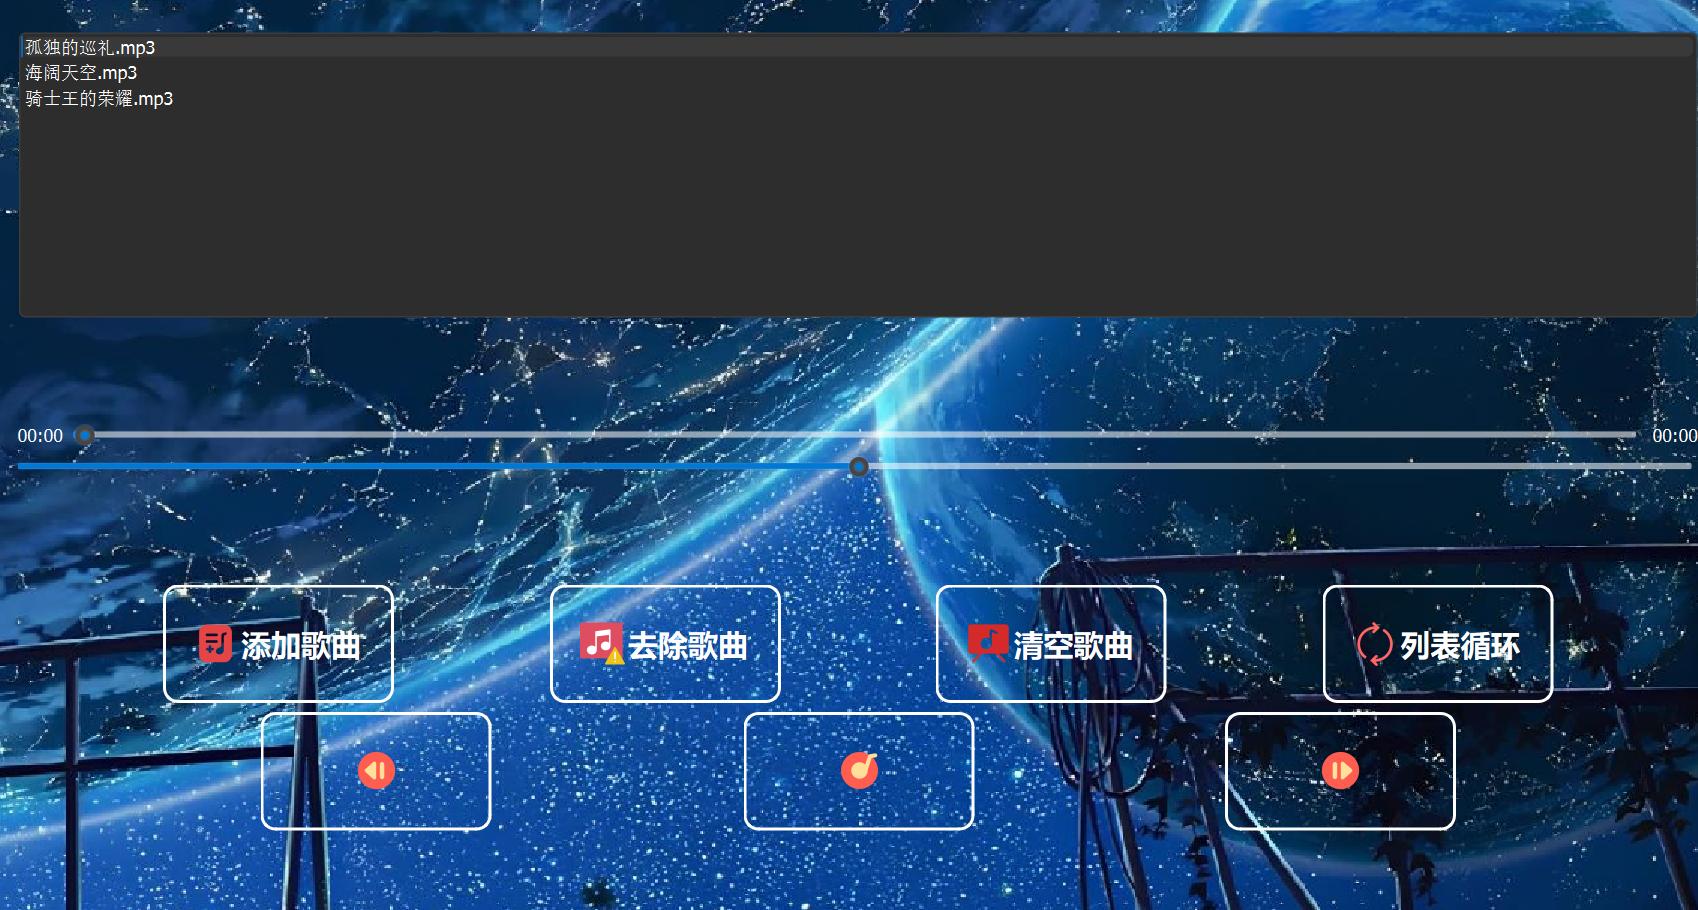 孤独的巡礼.mp3
海阔天空.mp3
骑士王的荣耀.mp3
00:00 00:00
添加歌曲 去除歌曲 清空歌曲 列表循环